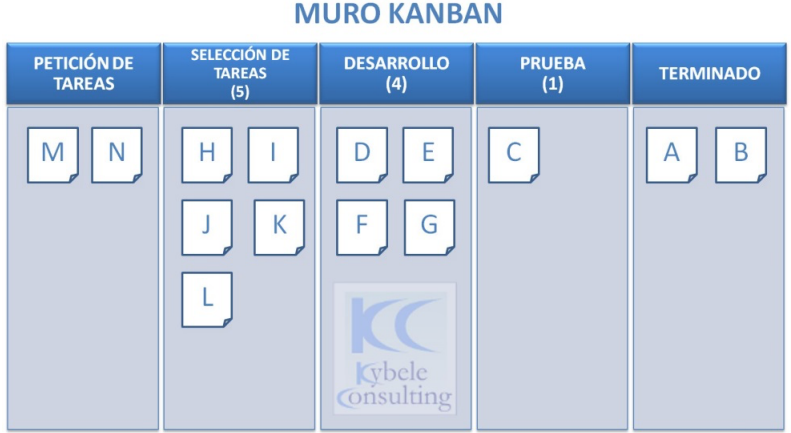 MURO KANBAN
PETICIÓN DE
TAREAS
SELECCIÓN DE
TAREAS
(5)
DESARROLLO
(4)
PRUEBA
(1)
TERMINADO
M N
H I
J K
L
D E
F G
C
A B
KC
Kybele
Consulting